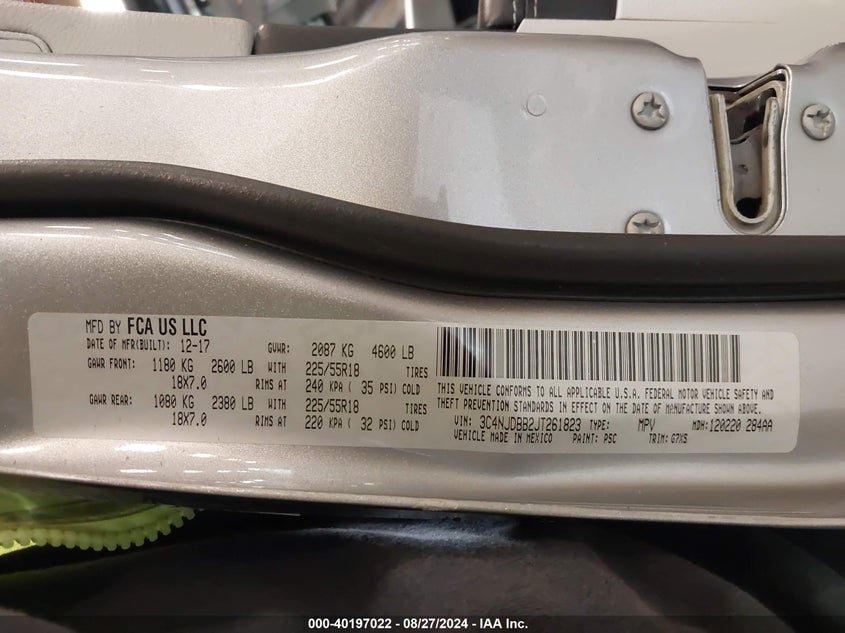 MFD BY FCA US LLC
DATE OF MFR(BUILT): 12-17 GVWR: 2087 KG 4600 LB
GAWR FRONT: 1180 KG 2600 LB WITH 225/55R18 TIRES
18X7.0 RIMS AT 240 KPA ( 35 PSI) COLD
GAWR REAR: 1080 KG 2380 LB WITH 225/55R18 TIRES
18X7.0 RIMS AT 220 KPA ( 32 PSI) COLD
THIS VEHICLE CONFORMS TO ALL APPLICABLE U.S.A. FEDERAL MOTOR VEHICLE SAFETY AND
THEFT PREVENTION STANDARDS IN EFFECT ON THE DATE OF MANUFACTURE SHOWN ABOVE.
VIN: 3C4NJDBB2JT261823 TYPE: MPV MDH: 120220 284AA
VEHICLE MADE IN MEXICO PAINT: PSC TRIM: G7XS
000-40197022 - 08/27/2024 - IAA Inc.